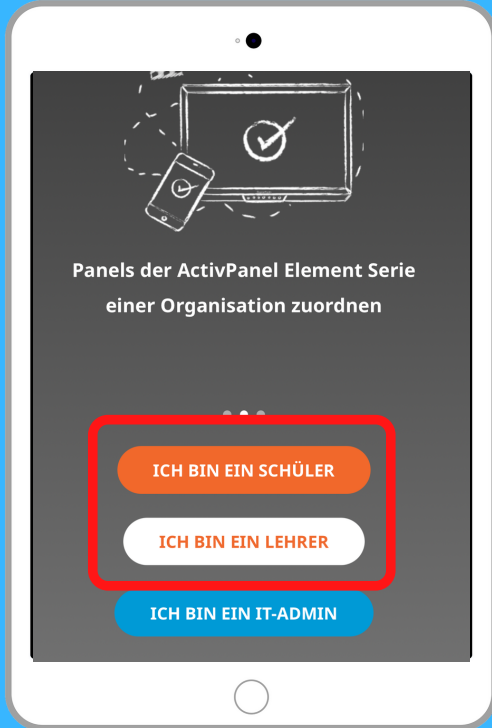 Panels der ActivPanel Element Serie
einer Organisation zuordnen
ICH BIN EIN SCHÜLER
ICH BIN EIN LEHRER
ICH BIN EIN IT-ADMIN